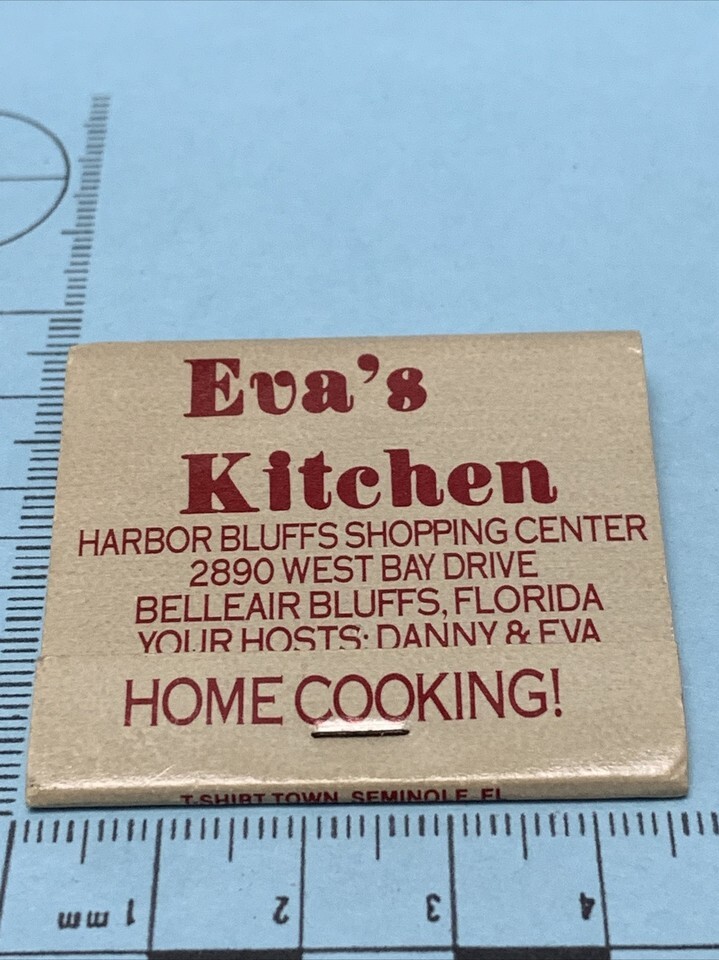 Eva's
Kitchen
HARBOR BLUFFS SHOPPING CENTER
2890 WEST BAY DRIVE
BELLEAIR BLUFFS, FLORIDA
YOUR HOSTS: DANNY & EVA
HOME COOKING!
T-SHIRT TOWN, SEMINOLE, FL
1 mm 2 3 4